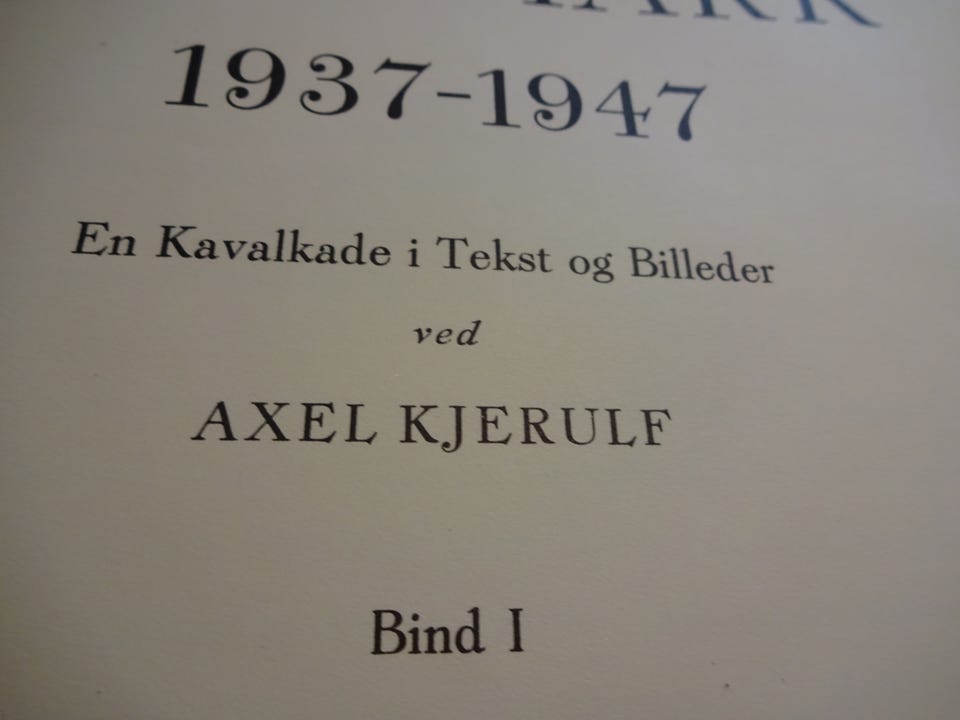 1937-1947
En Kavalkade i Tekst og Billeder
ved
AXEL KJERULF
Bind I